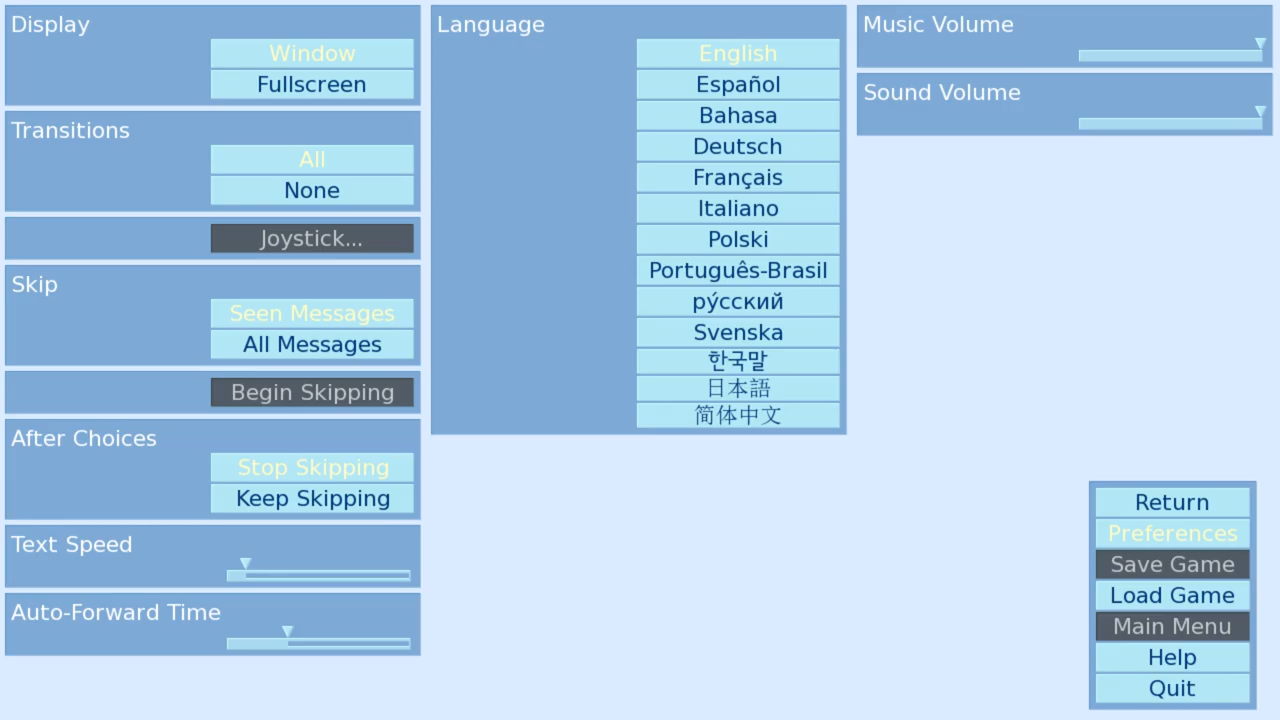 Display
Window
Fullscreen
Transitions
All
None
Joystick...
Skip
Seen Messages
All Messages
Begin Skipping
After Choices
Stop Skipping
Keep Skipping
Text Speed
Auto-Forward Time
Language
English
Español
Bahasa
Deutsch
Français
Italiano
Polski
Português-Brasil
ру́сский
Svenska
한국말
日本語
简体中文
Music Volume
Sound Volume
Return
Preferences
Save Game
Load Game
Main Menu
Help
Quit